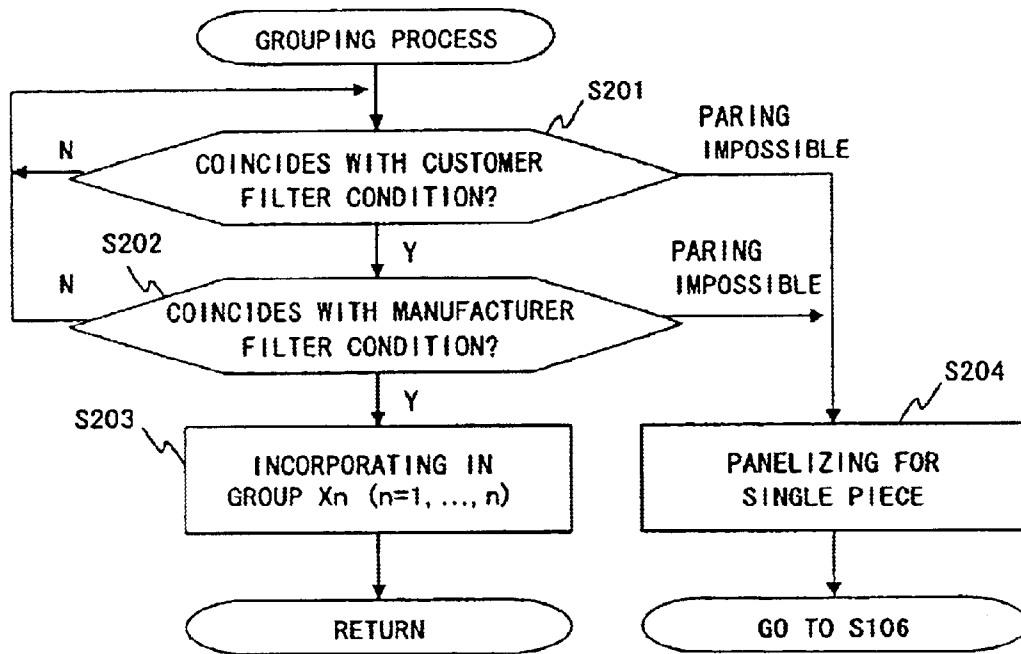 GROUPING PROCESS
S201
PARING
IMPOSSIBLE
N
COINCIDES WITH CUSTOMER
FILTER CONDITION?
S202
Y
PARING
IMPOSSIBLE
N
COINCIDES WITH MANUFACTURER
FILTER CONDITION?
S203
Y
S204
INCORPORATING IN
GROUP Xn (n=1, ..., n)
PANELIZING FOR
SINGLE PIECE
RETURN
GO TO S106